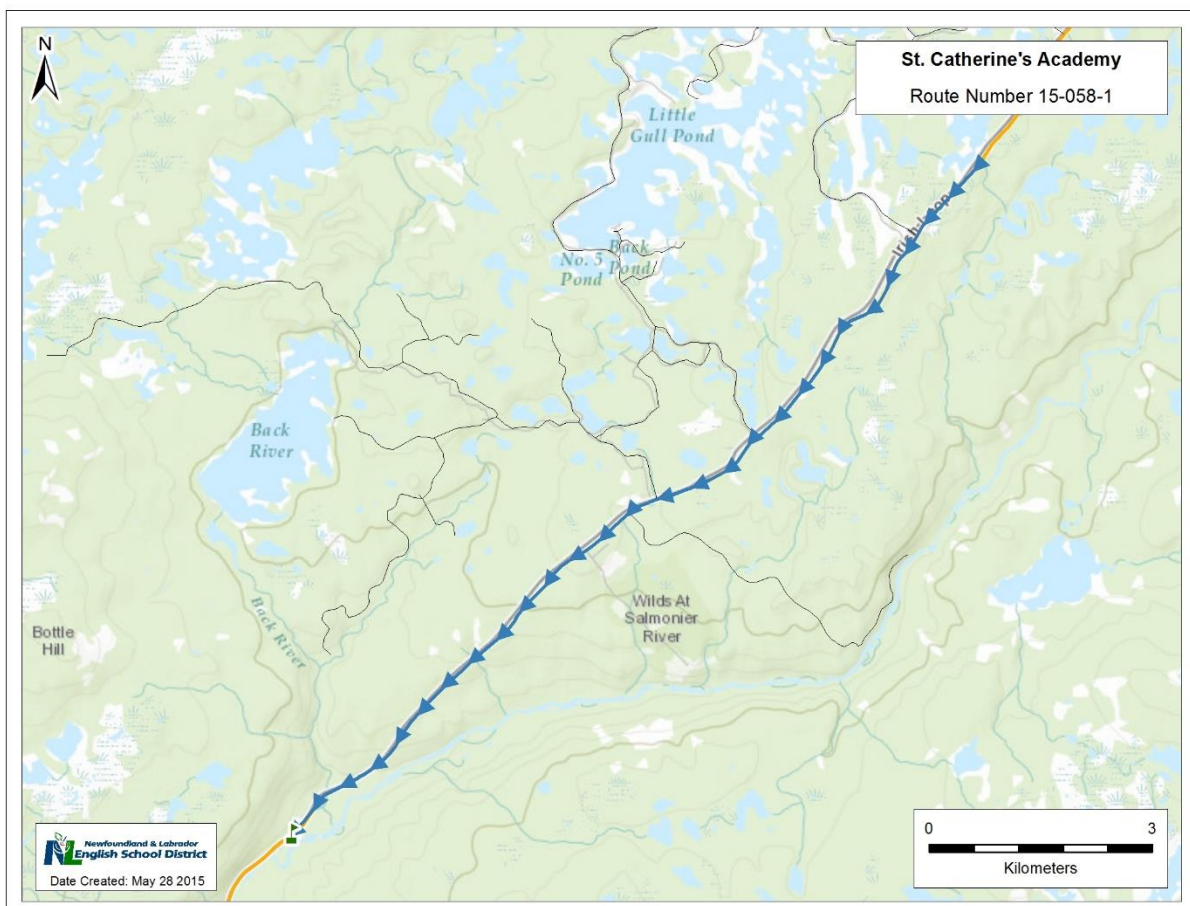 N
St. Catherine's Academy
Route Number 15-058-1
Little
Gull Pond
Irish Loop
No. 5
Pond
Back
Pond
Back
River
Back River
Wilds At
Salmonier
River
Bottle
Hill
NL
Newfoundland & Labrador
English School District
Date Created: May 28 2015
0 3
Kilometers